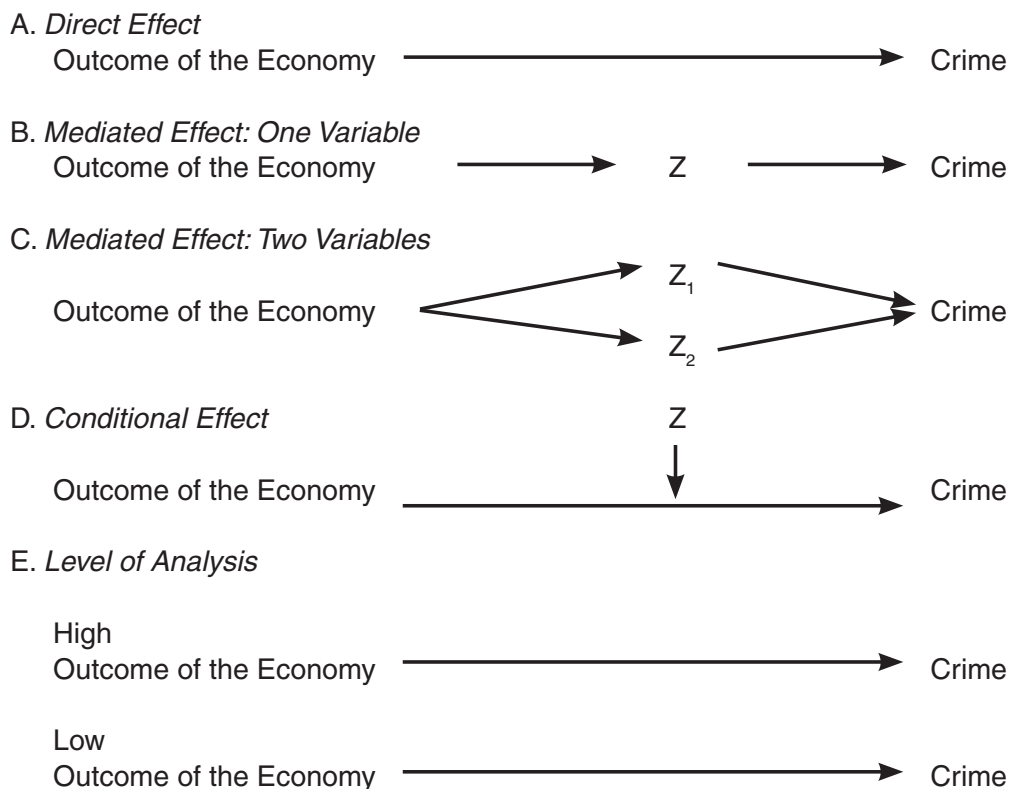 A. Direct Effect
Outcome of the Economy Crime
B. Mediated Effect: One Variable
Outcome of the Economy Z Crime
C. Mediated Effect: Two Variables
Z₁
Outcome of the Economy Crime
Z₂
D. Conditional Effect Z
Outcome of the Economy Crime
E. Level of Analysis
High
Outcome of the Economy Crime
Low
Outcome of the Economy Crime